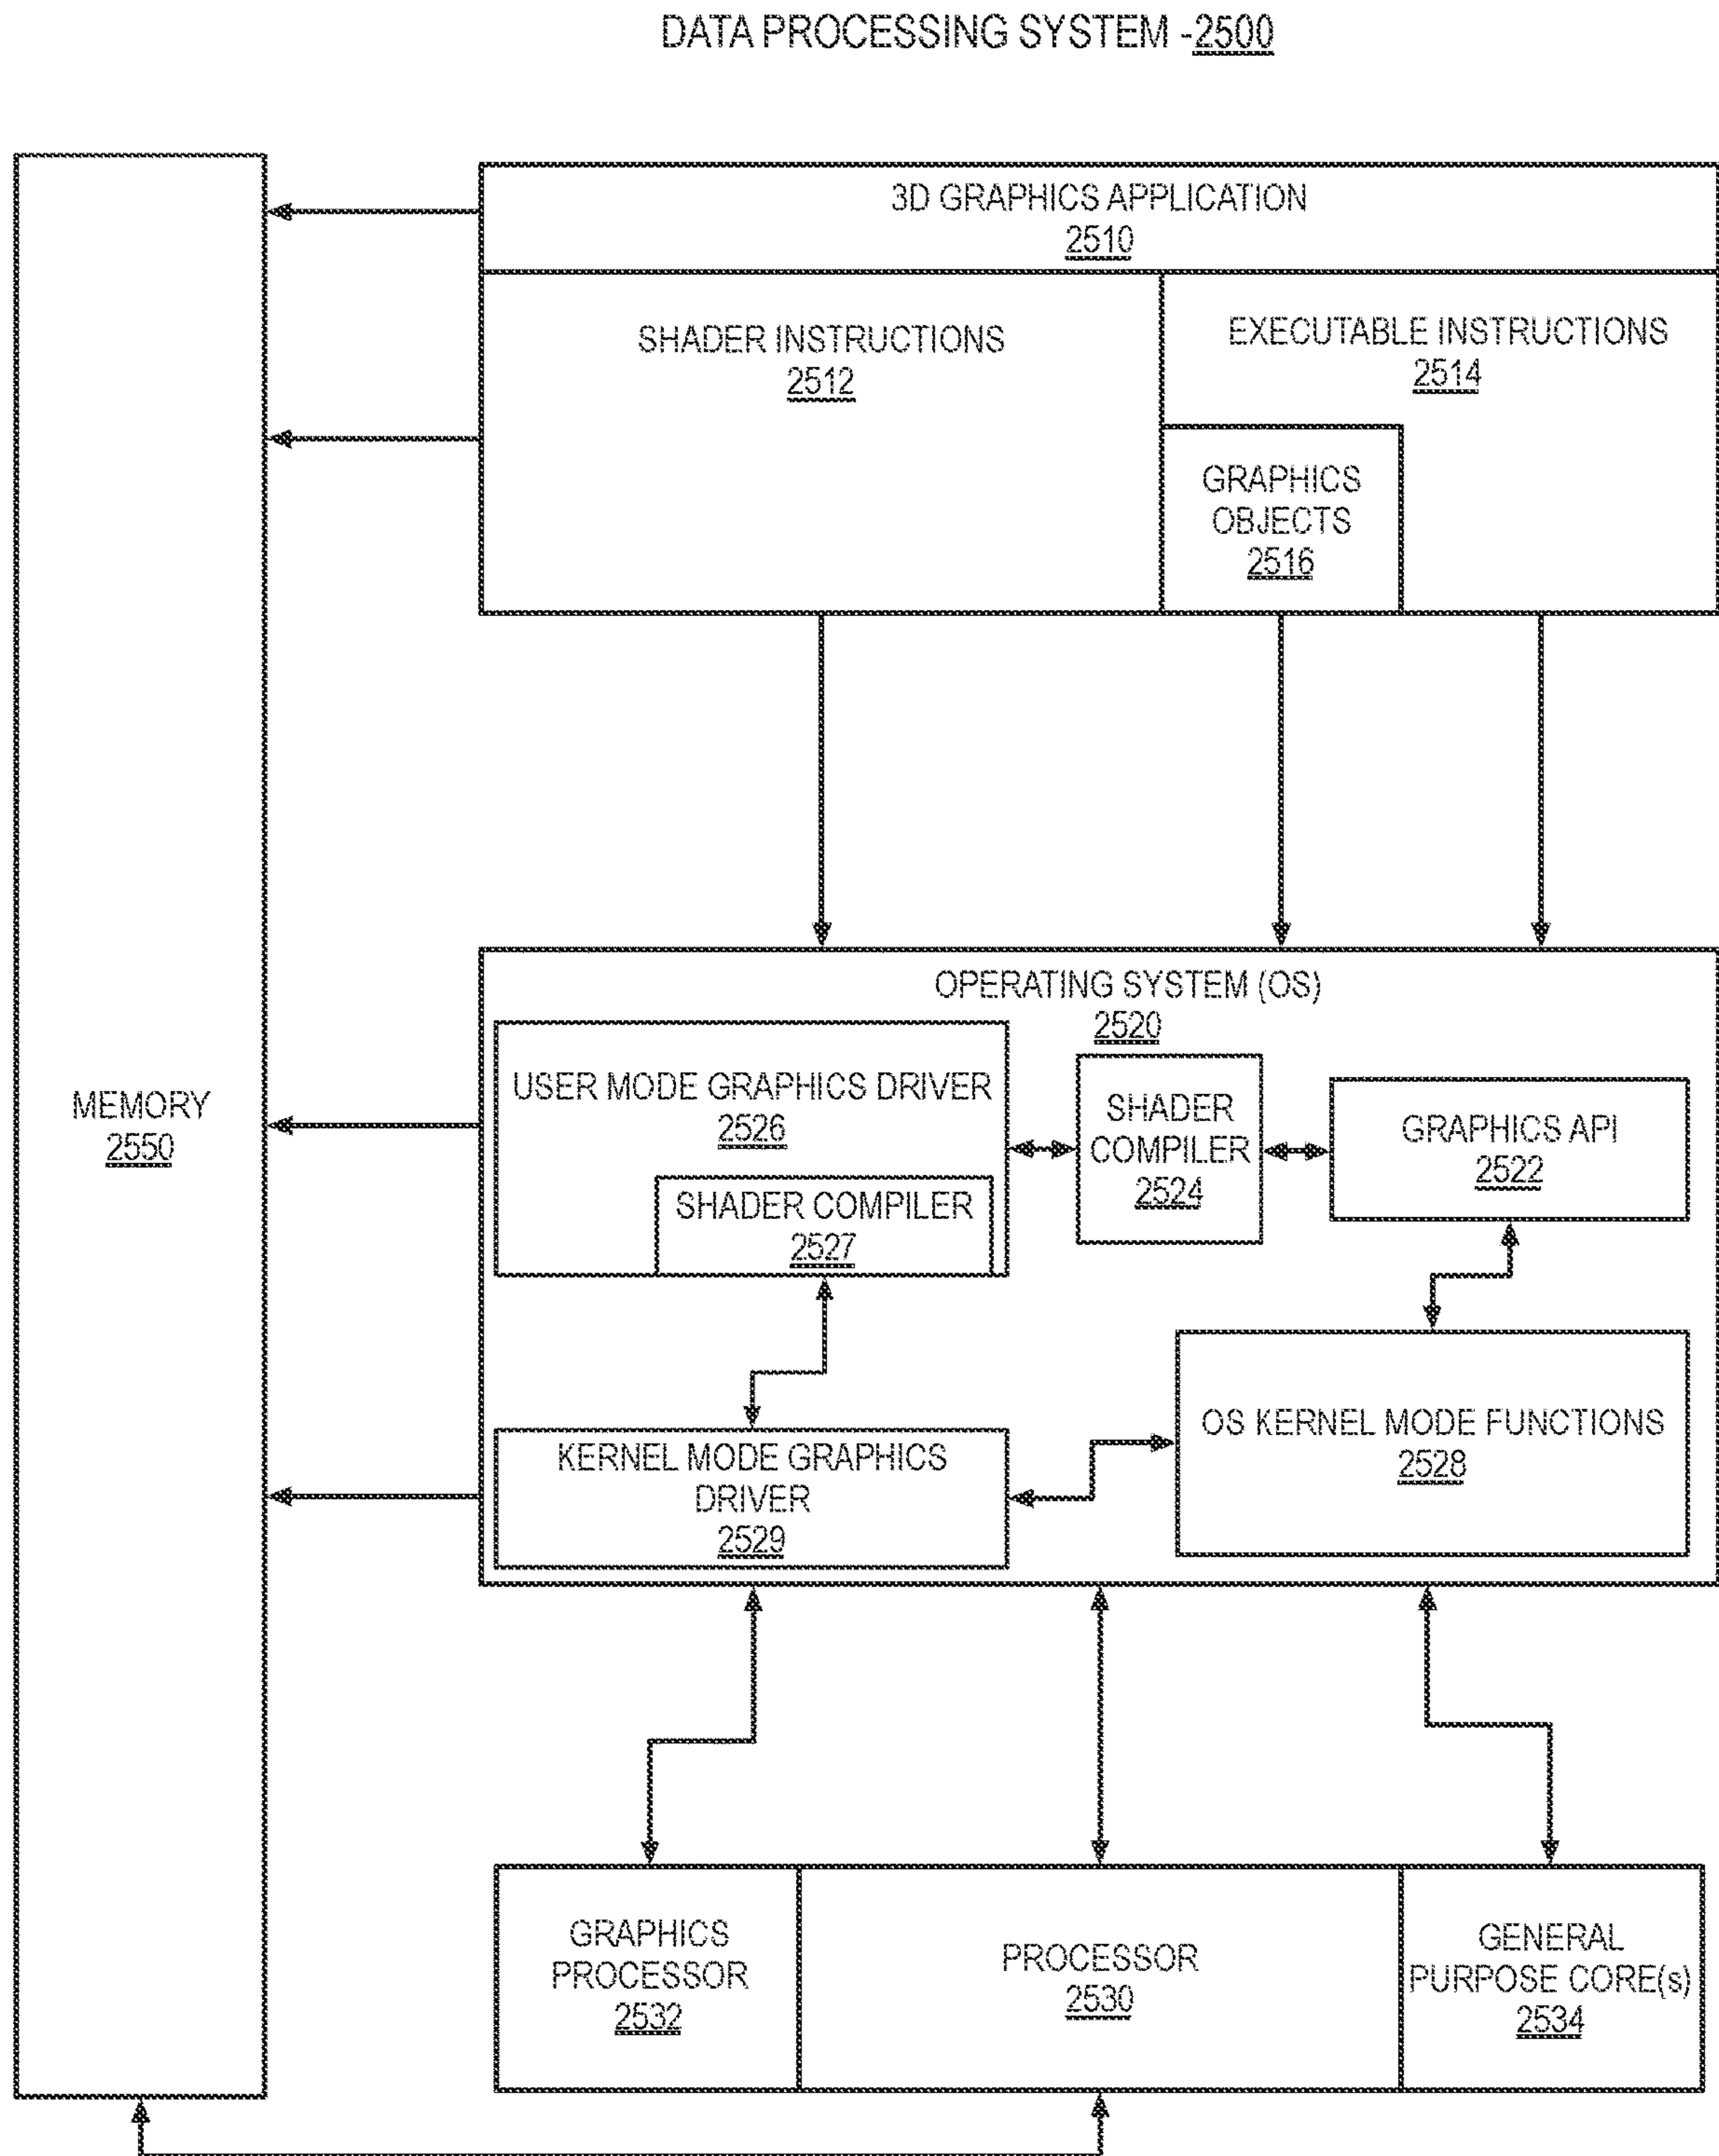 DATA PROCESSING SYSTEM -2500
3D GRAPHICS APPLICATION
2510
SHADER INSTRUCTIONS
2512
EXECUTABLE INSTRUCTIONS
2514
GRAPHICS
OBJECTS
2516
MEMORY
2550
OPERATING SYSTEM (OS)
2520
USER MODE GRAPHICS DRIVER
2526
SHADER COMPILER
2527
SHADER
COMPILER
2524
GRAPHICS API
2522
KERNEL MODE GRAPHICS
DRIVER
2529
OS KERNEL MODE FUNCTIONS
2528
GRAPHICS
PROCESSOR
2532
PROCESSOR
2530
GENERAL
PURPOSE CORE(s)
2534